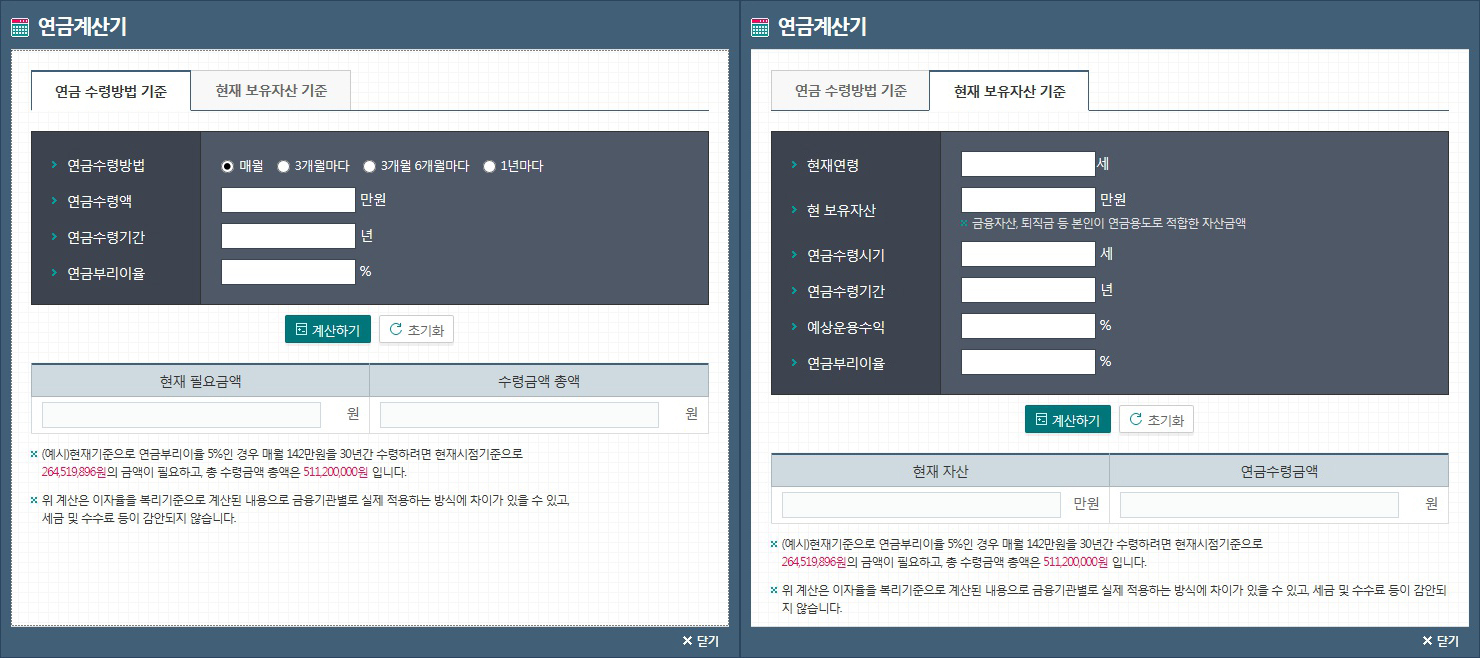 연금계산기
연금 수령방법 기준
현재 보유자산 기준
연금수령방법
매월 3개월마다 3개월 6개월마다 1년마다
연금수령액
만원
연금수령기간
년
연금부리이율
%
계산하기
초기화
현재 필요금액
수령금액 총액
원
원
(예시)현재기준으로 연금부리이율 5%인 경우 매월 142만원을 30년간 수령하려면 현재시점기준으로
264,519,896원의 금액이 필요하고, 총 수령금액 총액은 511,200,000원 입니다.
위 계산은 이자율을 복리기준으로 계산된 내용으로 금융기관별로 실제 적용하는 방식에 차이가 있을 수 있고,
세금 및 수수료 등이 감안되지 않습니다.
닫기
연금계산기
연금 수령방법 기준
현재 보유자산 기준
현재연령
세
현 보유자산
만원
금융자산, 퇴직금 등 본인이 연금용도로 적합한 자산금액
연금수령시기
세
연금수령기간
년
예상운용수익
%
연금부리이율
%
계산하기
초기화
현재 자산
연금수령금액
만원
원
(예시)현재기준으로 연금부리이율 5%인 경우 매월 142만원을 30년간 수령하려면 현재시점기준으로
264,519,896원의 금액이 필요하고, 총 수령금액 총액은 511,200,000원 입니다.
위 계산은 이자율을 복리기준으로 계산된 내용으로 금융기관별로 실제 적용하는 방식에 차이가 있을 수 있고, 세금 및 수수료 등이 감안되
지 않습니다.
닫기